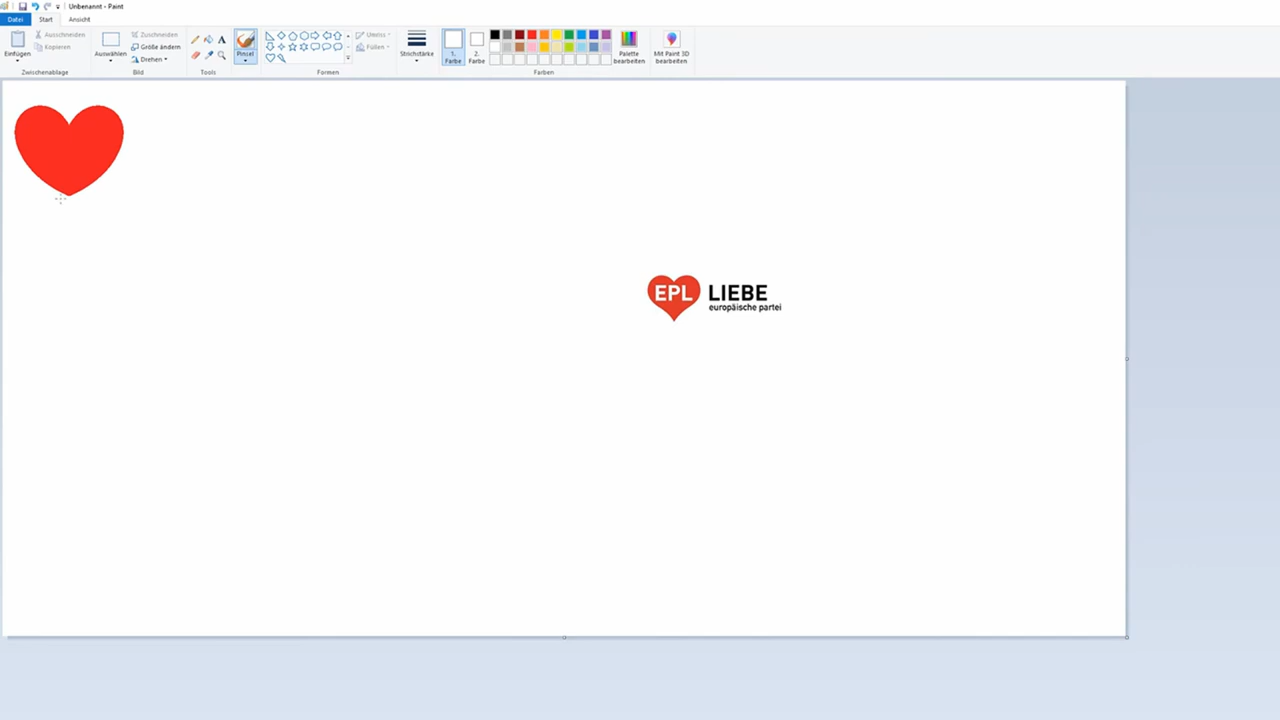 Unbenannt - Paint
Datei Start Ansicht
Einfügen
Ausschneiden
Kopieren
Zwischenablage
Auswählen
Zuschneiden
Größe ändern
Drehen
Bild
Tools
Pinsel
Umriss
Füllen
Formen
Strichstärke
1. Farbe
2. Farbe
Palette bearbeiten
Mit Paint 3D bearbeiten
Farben
EPL LIEBE
europäische partei